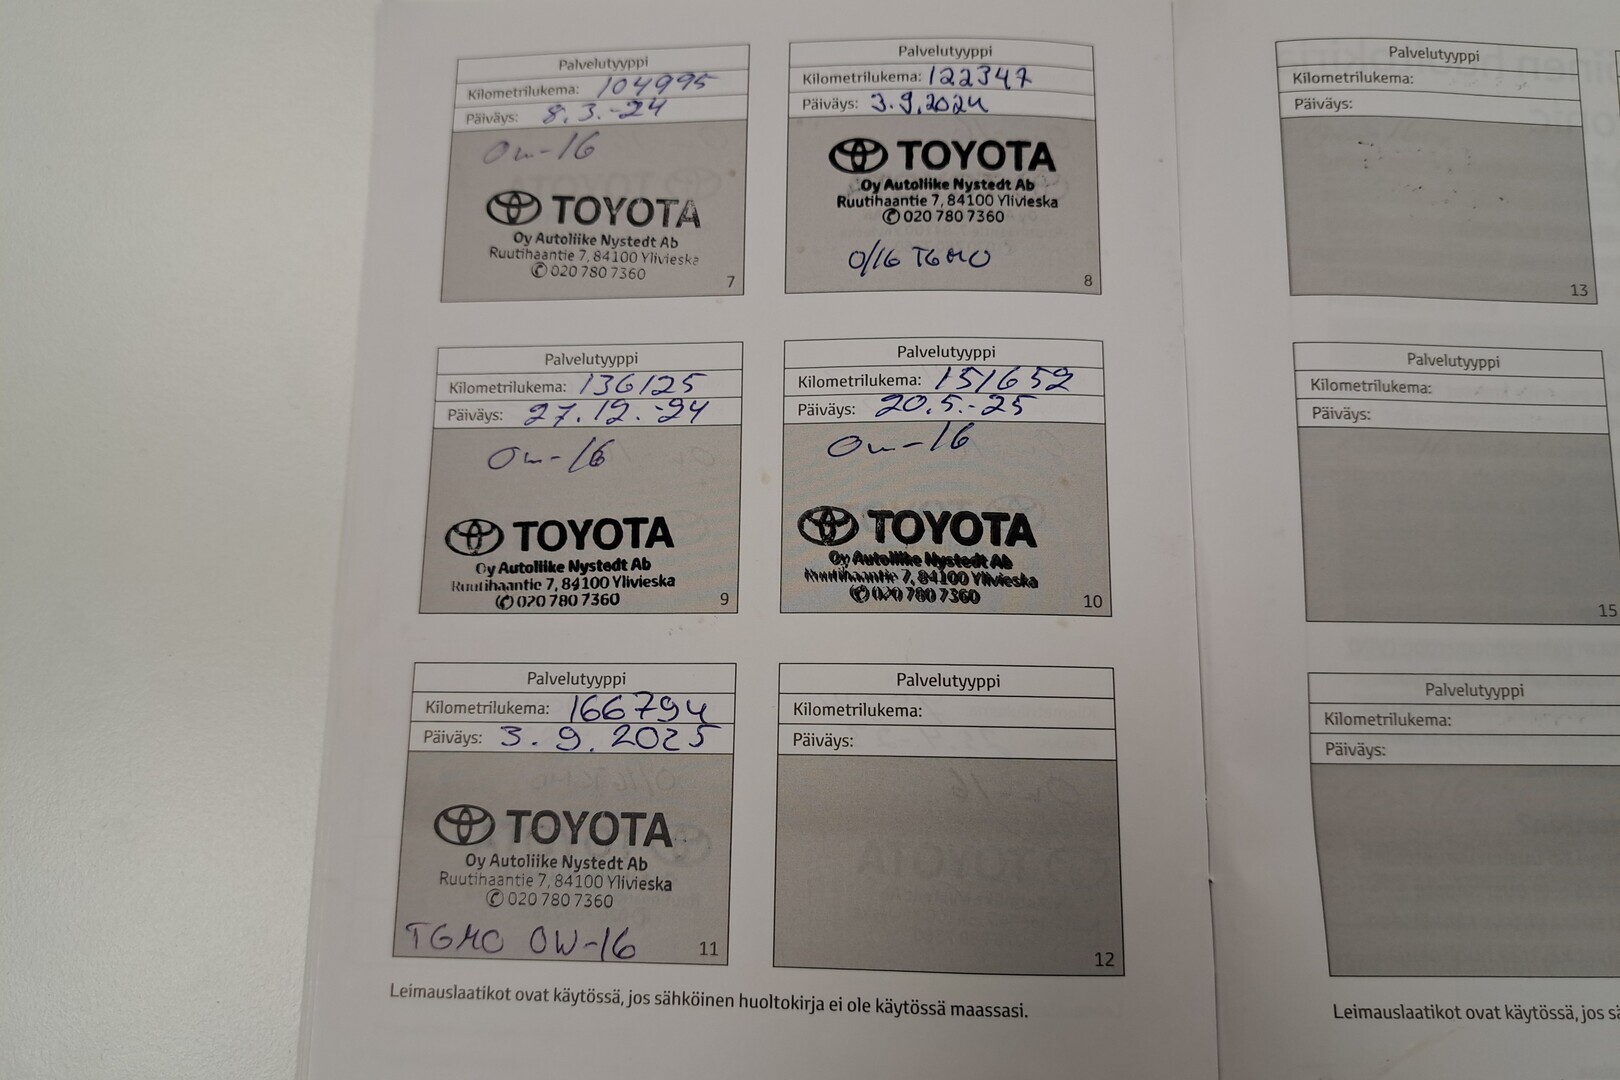 Palvelutyyppi
Kilometrilukema: 104995
Päiväys: 8.3.-24
0w-16
TOYOTA
Oy Autoliike Nystedt Ab
Ruutihaantie 7, 84100 Ylivieska
✆ 020 780 7360
7
Palvelutyyppi
Kilometrilukema: 122347
Päiväys: 3.9.2024
TOYOTA
Oy Autoliike Nystedt Ab
Ruutihaantie 7, 84100 Ylivieska
✆ 020 780 7360
0/16 TGMO
8
Palvelutyyppi
Kilometrilukema: 136125
Päiväys: 27.12.-24
0w-16
TOYOTA
Oy Autoliike Nystedt Ab
Ruutihaantie 7, 84100 Ylivieska
✆ 020 780 7360
9
Palvelutyyppi
Kilometrilukema: 151652
Päiväys: 20.5.-25
0w-16
TOYOTA
Oy Autoliike Nystedt Ab
Ruutihaantie 7, 84100 Ylivieska
✆ 020 780 7360
10
Palvelutyyppi
Kilometrilukema: 166794
Päiväys: 3.9.2025
TOYOTA
Oy Autoliike Nystedt Ab
Ruutihaantie 7, 84100 Ylivieska
✆ 020 780 7360
TGMO 0W-16
11
Palvelutyyppi
Kilometrilukema:
Päiväys:
12
Leimauslaatikot ovat käytössä, jos sähköinen huoltokirja ei ole käytössä maassasi.
Palvelutyyppi
Kilometrilukema:
Päiväys:
13
Palvelutyyppi
Kilometrilukema:
Päiväys:
15
Palvelutyyppi
Kilometrilukema:
Päiväys:
Leimauslaatikot ovat käytössä, jos